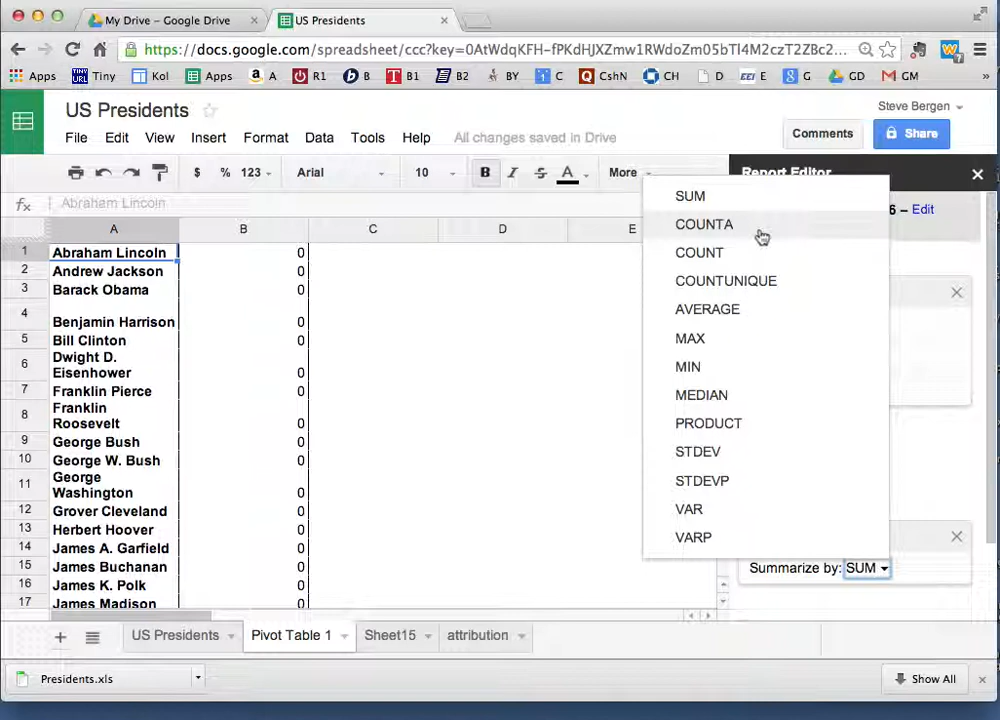 My Drive – Google Drive
US Presidents
https://docs.google.com/spreadsheet/ccc?key=0AtWdqKFH-fPKdHJXZmw1RWdoZm05bTl4M2czT2ZBc2...
Apps Tiny Kol Apps A R1 B B1 B2 BY C CshN CH D E G GD GM »
US Presidents
Steve Bergen
File Edit View Insert Format Data Tools Help All changes saved in Drive
Comments Share
$ % 123 Arial 10 B I S A More
Report Editor
fx Abraham Lincoln
6 – Edit
A B C D E
1 Abraham Lincoln 0
2 Andrew Jackson 0
3 Barack Obama 0
4 Benjamin Harrison 0
5 Bill Clinton 0
6 Dwight D.
Eisenhower 0
7 Franklin Pierce 0
8 Franklin
Roosevelt 0
9 George Bush 0
10 George W. Bush 0
11 George
Washington 0
12 Grover Cleveland 0
13 Herbert Hoover 0
14 James A. Garfield 0
15 James Buchanan 0
16 James K. Polk 0
17 James Madison 0
SUM
COUNTA
COUNT
COUNTUNIQUE
AVERAGE
MAX
MIN
MEDIAN
PRODUCT
STDEV
STDEVP
VAR
VARP
Summarize by: SUM
US Presidents Pivot Table 1 Sheet15 attribution
Presidents.xls
Show All